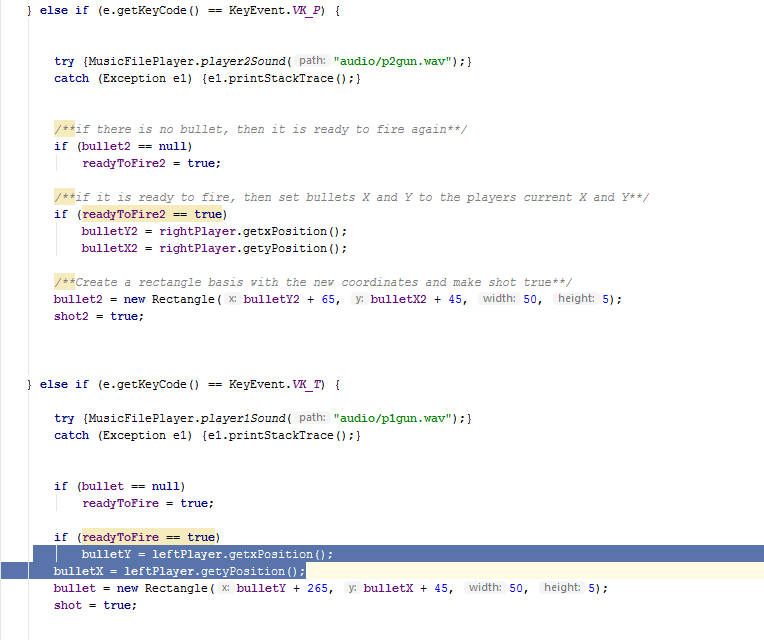 } else if (e.getKeyCode() == KeyEvent.VK_P) {
try {MusicFilePlayer.player2Sound( path: "audio/p2gun.wav");}
catch (Exception e1) {e1.printStackTrace();}
/**if there is no bullet, then it is ready to fire again**/
if (bullet2 == null)
readyToFire2 = true;
/**if it is ready to fire, then set bullets X and Y to the players current X and Y**/
if (readyToFire2 == true)
bulletY2 = rightPlayer.getxPosition();
bulletX2 = rightPlayer.getyPosition();
/**Create a rectangle basis with the new coordinates and make shot true**/
bullet2 = new Rectangle( x: bulletY2 + 65, y: bulletX2 + 45, width: 50, height: 5);
shot2 = true;
} else if (e.getKeyCode() == KeyEvent.VK_T) {
try {MusicFilePlayer.player1Sound( path: "audio/p1gun.wav");}
catch (Exception e1) {e1.printStackTrace();}
if (bullet == null)
readyToFire = true;
if (readyToFire == true)
bulletY = leftPlayer.getxPosition();
bulletX = leftPlayer.getyPosition();
bullet = new Rectangle( x: bulletY + 265, y: bulletX + 45, width: 50, height: 5);
shot = true;